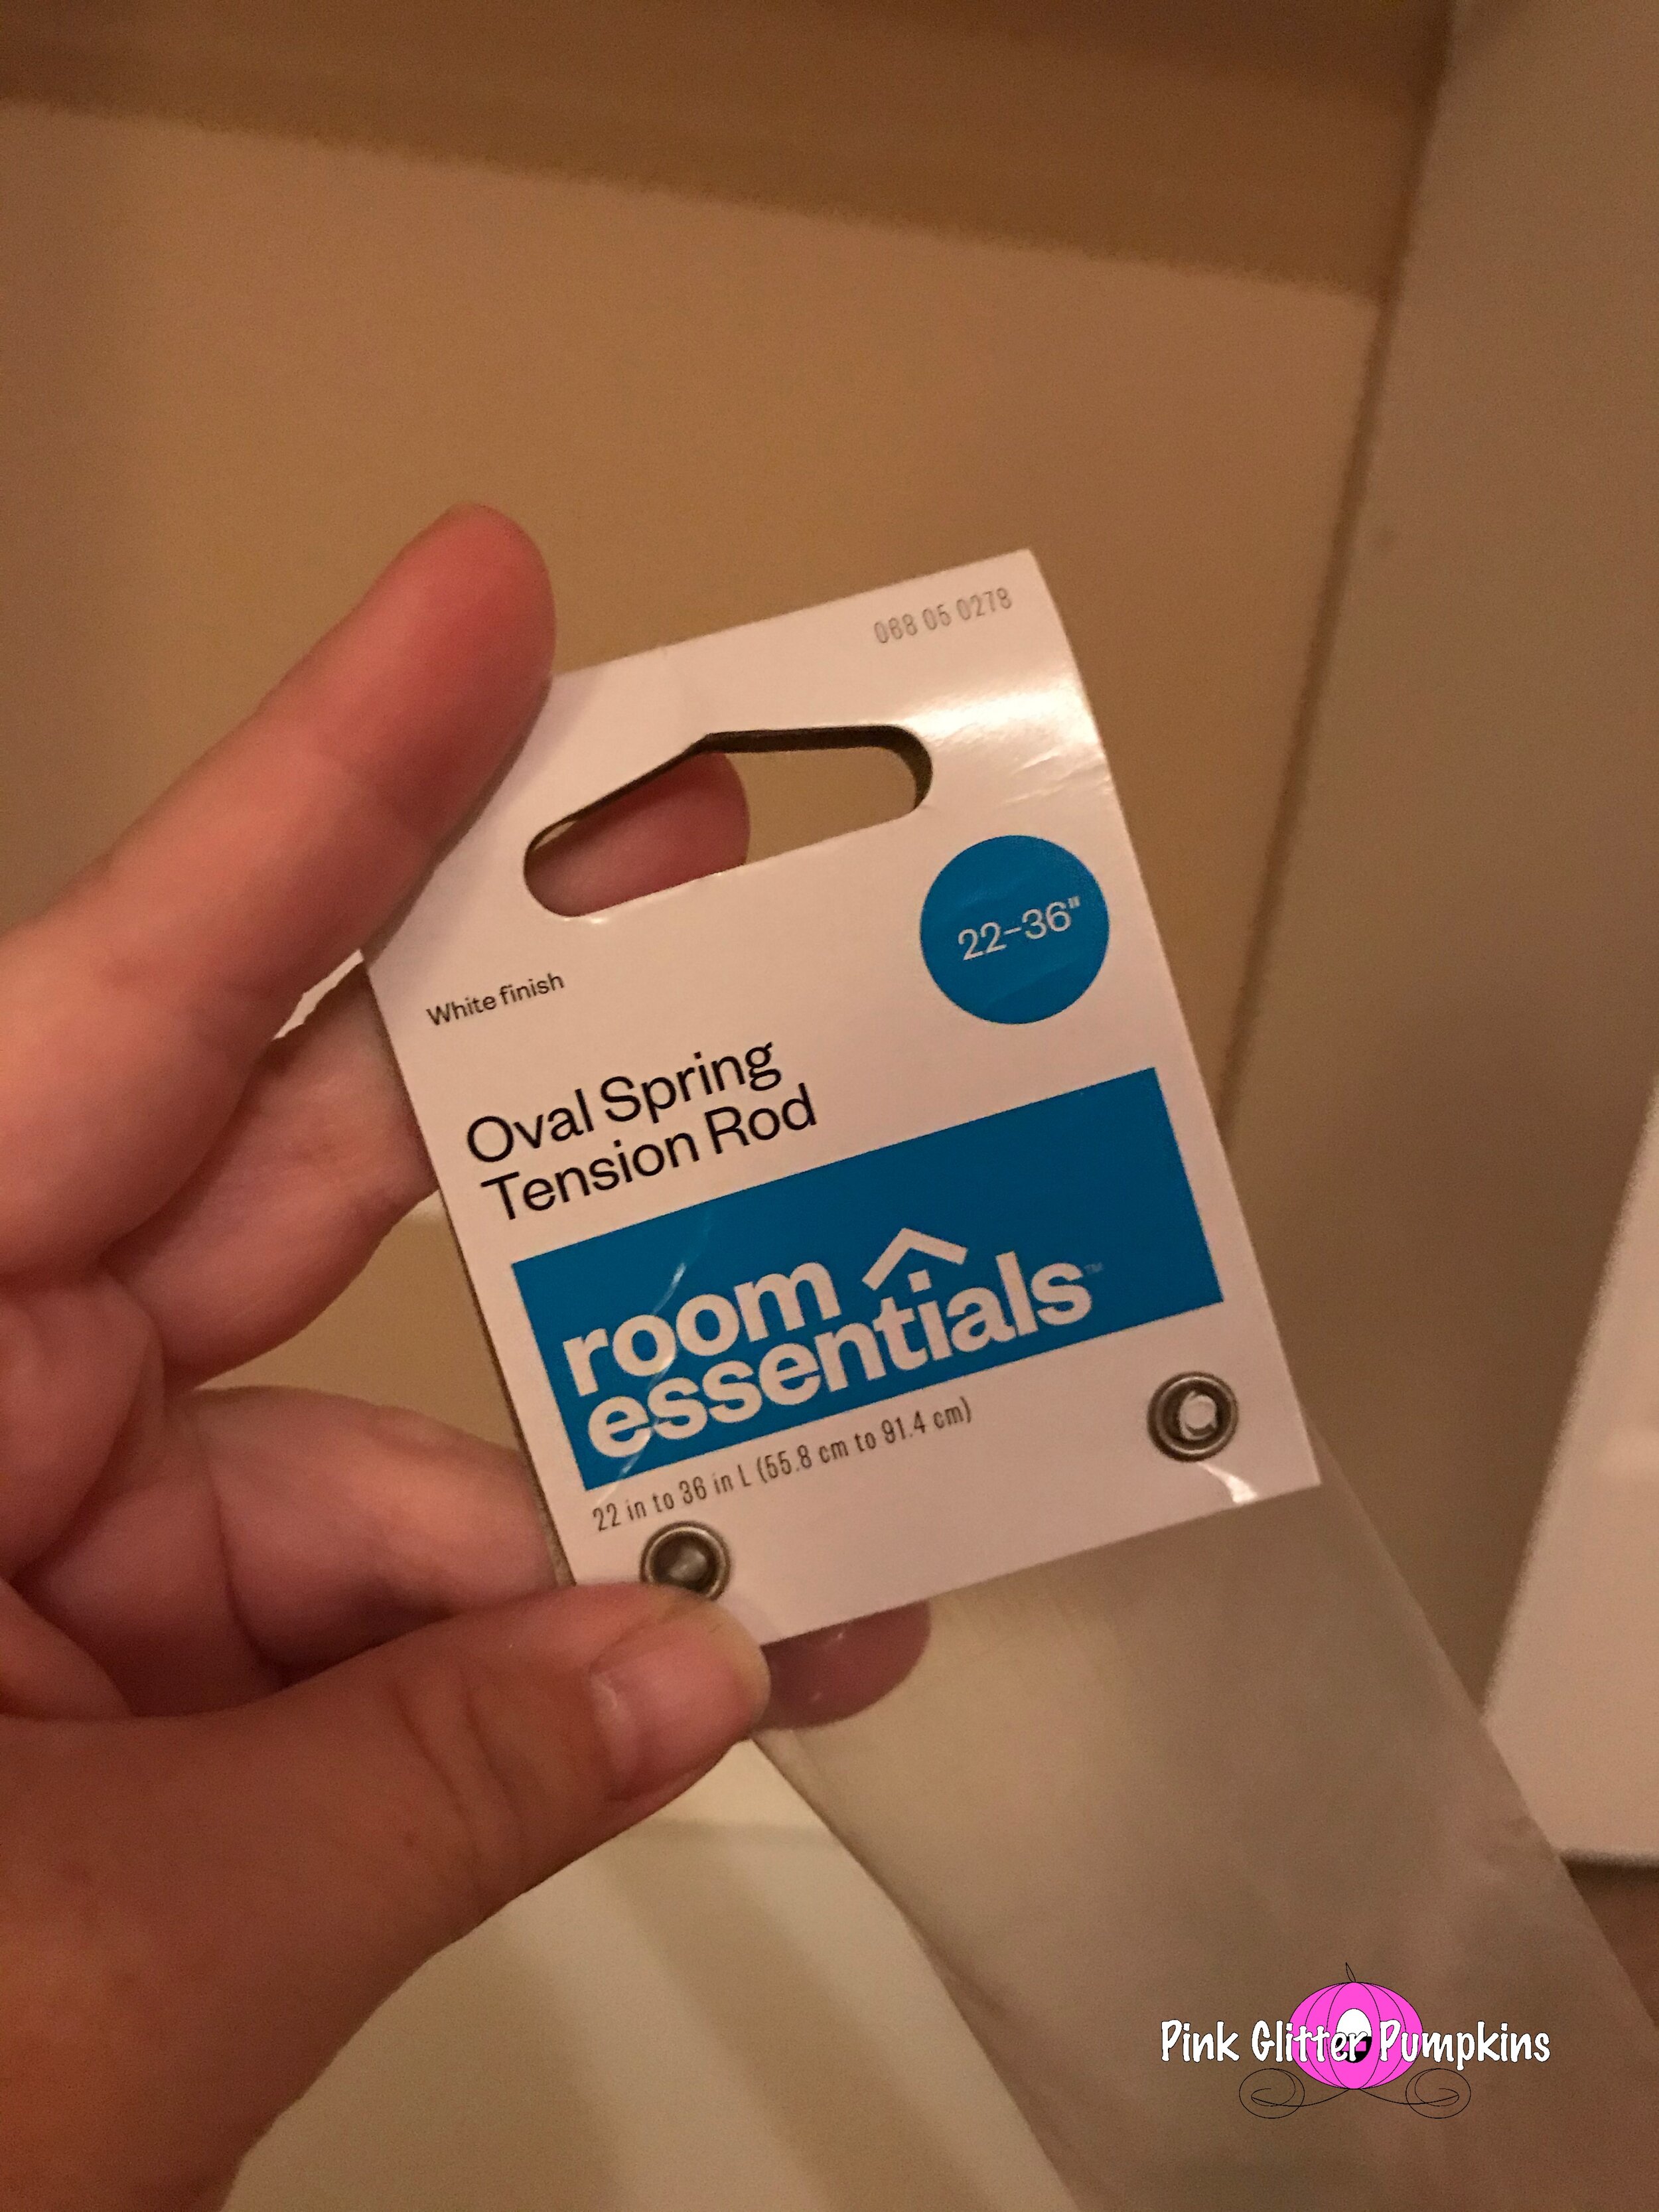 088 05 0278
22-36"
White finish
Oval Spring
Tension Rod
room
essentials™
22 in to 36 in L (55.8 cm to 91.4 cm)
Pink Glitter Pumpkins